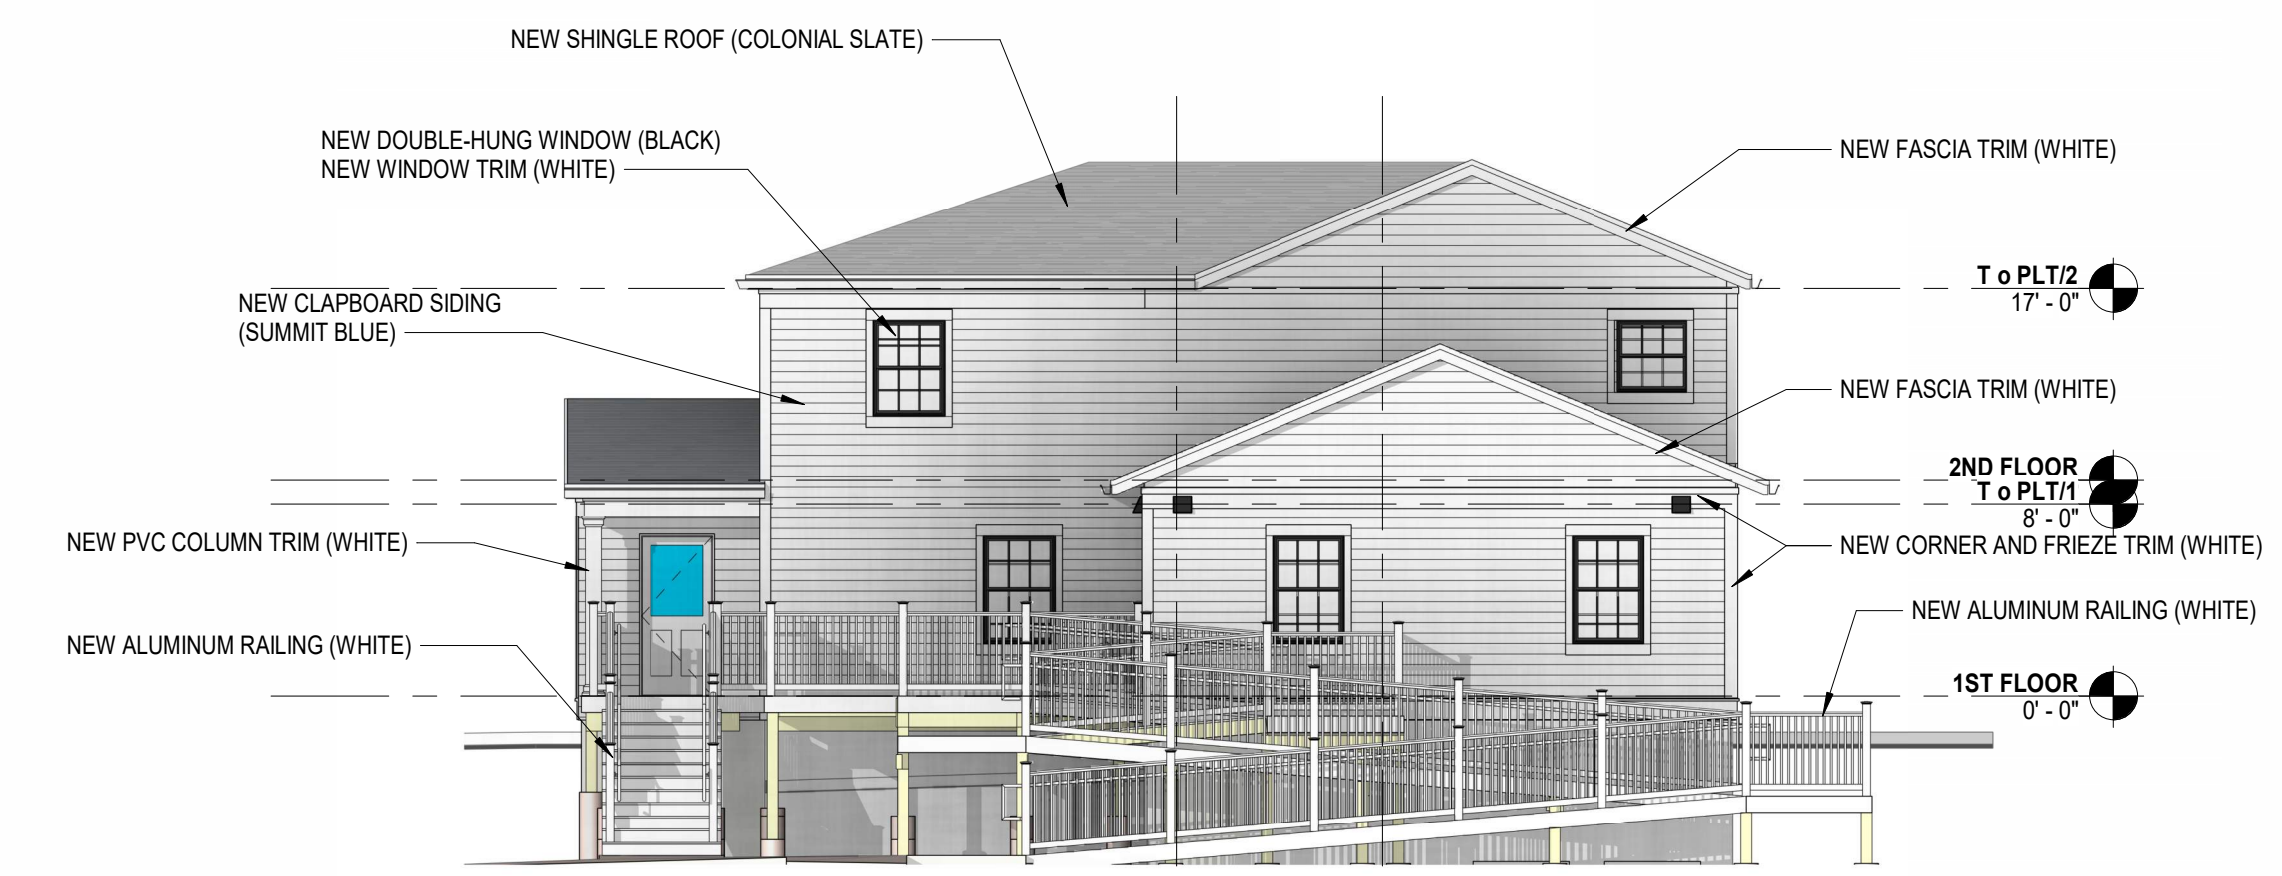 NEW SHINGLE ROOF (COLONIAL SLATE)
NEW DOUBLE-HUNG WINDOW (BLACK)
NEW WINDOW TRIM (WHITE)
NEW FASCIA TRIM (WHITE)
T o PLT/2
17' - 0"
NEW CLAPBOARD SIDING
(SUMMIT BLUE)
NEW FASCIA TRIM (WHITE)
2ND FLOOR
T o PLT/1
8' - 0"
NEW PVC COLUMN TRIM (WHITE)
NEW CORNER AND FRIEZE TRIM (WHITE)
NEW ALUMINUM RAILING (WHITE)
NEW ALUMINUM RAILING (WHITE)
1ST FLOOR
0' - 0"